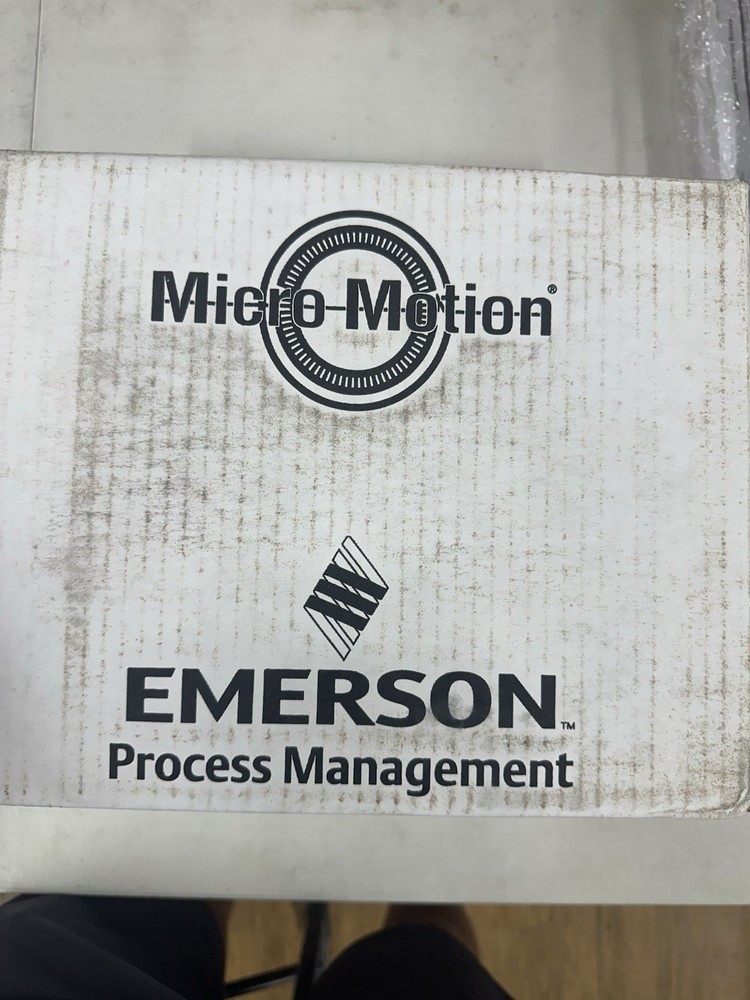 Micro Motion®
EMERSON™
Process Management